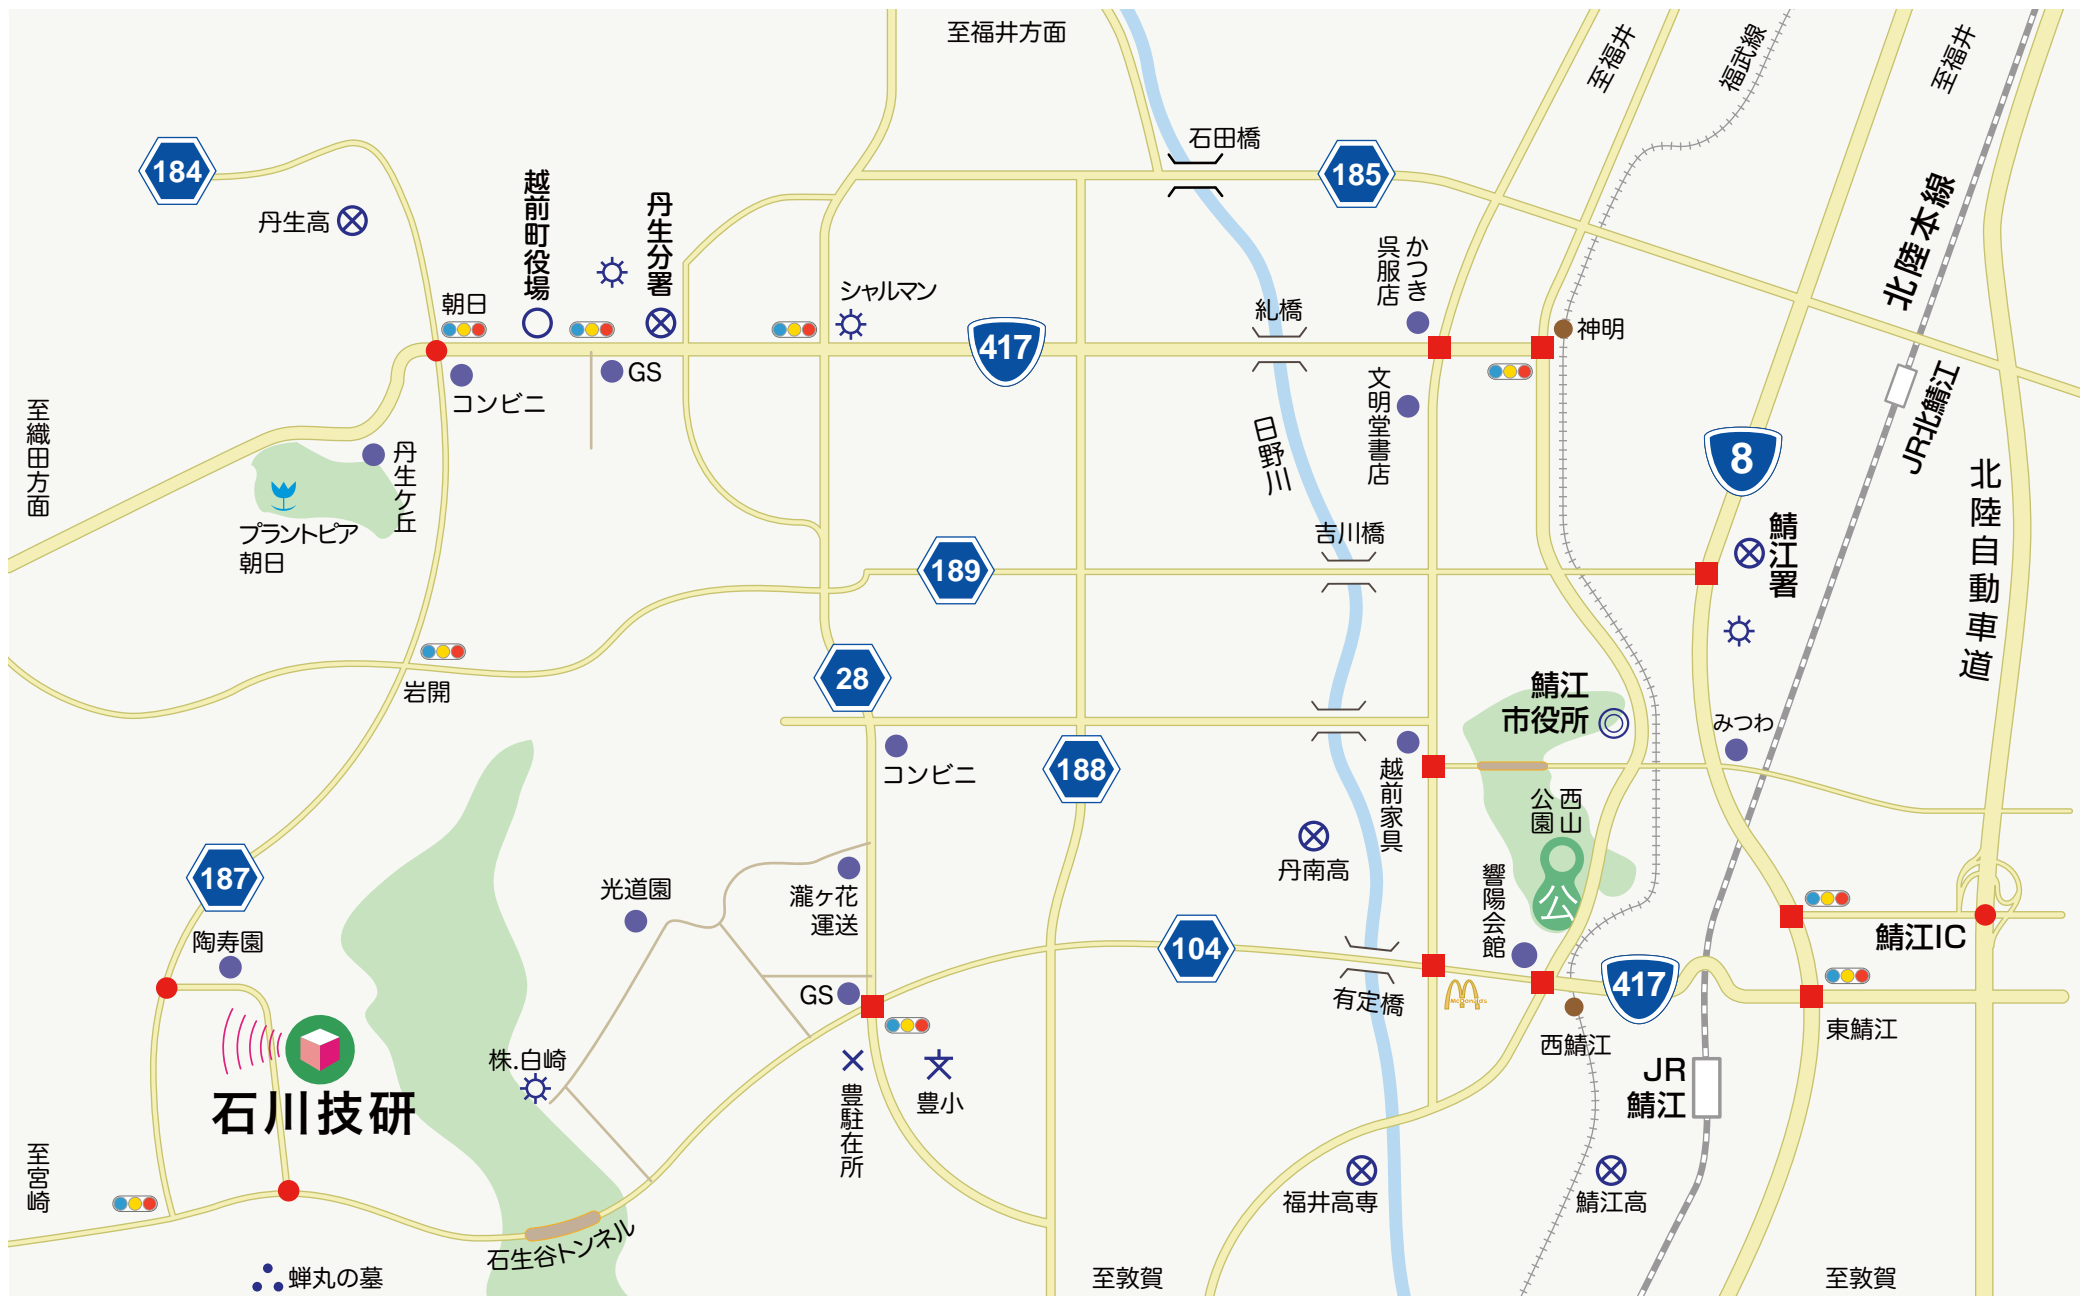 至福井方面
至福井
福武線
至福井
184
石田橋
185
丹生高
越前町役場
丹生分署
北陸本線
かつき
呉服店
朝日
シャルマン
糺橋
神明
417
GS
コンビニ
文明堂書店
JR北鯖江
至織田方面
丹生ケ丘
日野川
8
北陸自動車道
プラントピア
朝日
吉川橋
鯖江署
189
岩開
28
鯖江
市役所
みつわ
コンビニ
188
越前家具
西山
公園
丹南高
187
光道園
瀧ヶ花
運送
響陽会館
公
陶寿園
104
鯖江IC
GS
有定橋
McDonalds
417
東鯖江
西鯖江
株.白崎
石川技研
豊駐在所
文
豊小
JR
鯖江
至宮崎
福井高専
鯖江高
石生谷トンネル
蝉丸の墓
至敦賀
至敦賀